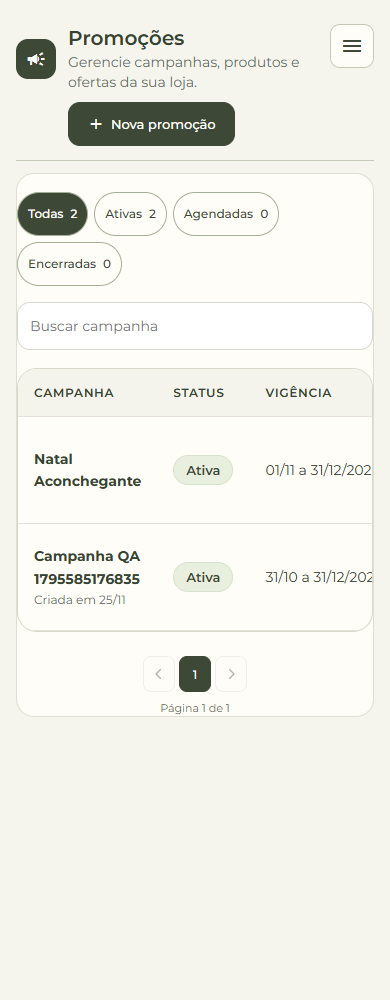 Promoções
Gerencie campanhas, produtos e
ofertas da sua loja.
+ Nova promoção
Todas 2
Ativas 2
Agendadas 0
Encerradas 0
Buscar campanha
CAMPANHA STATUS VIGÊNCIA
Natal
Aconchegante
Ativa
01/11 a 31/12/202
Campanha QA
1795585176835
Criada em 25/11
Ativa
31/10 a 31/12/202
1
Página 1 de 1